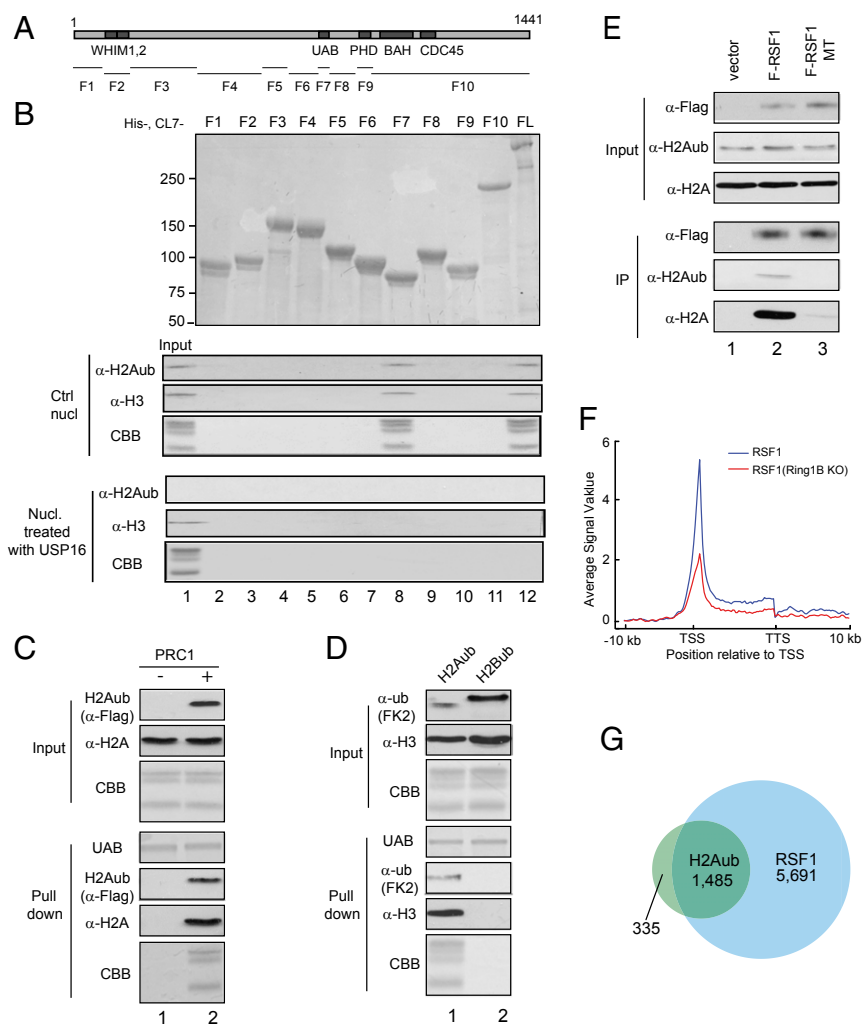 A
1
1441
WHIM1,2
UAB
PHD
BAH
CDC45
F1
F2
F3
F4
F5
F6
F7
F8
F9
F10
B
His-, CL7-
F1 F2 F3 F4 F5 F6 F7 F8 F9 F10 FL
250
150
100
75
50
Input
Ctrl
nucl
α-H2Aub
α-H3
CBB
Nucl.
treated
with USP16
α-H2Aub
α-H3
CBB
1 2 3 4 5 6 7 8 9 10 11 12
C
PRC1
- +
Input
H2Aub
(α-Flag)
α-H2A
CBB
Pull
down
UAB
H2Aub
(α-Flag)
α-H2A
CBB
1 2
D
H2Aub
H2Bub
Input
α-ub
(FK2)
α-H3
CBB
Pull
down
UAB
α-ub
(FK2)
α-H3
CBB
1 2
E
vector
F-RSF1
F-RSF1
MT
Input
α-Flag
α-H2Aub
α-H2A
IP
α-Flag
α-H2Aub
α-H2A
1 2 3
F
6
4
2
0
Average Signal Vaklue
RSF1
RSF1(Ring1B KO)
-10 kb
TSS
TTS
10 kb
Position relative to TSS
G
H2Aub
1,485
RSF1
5,691
335